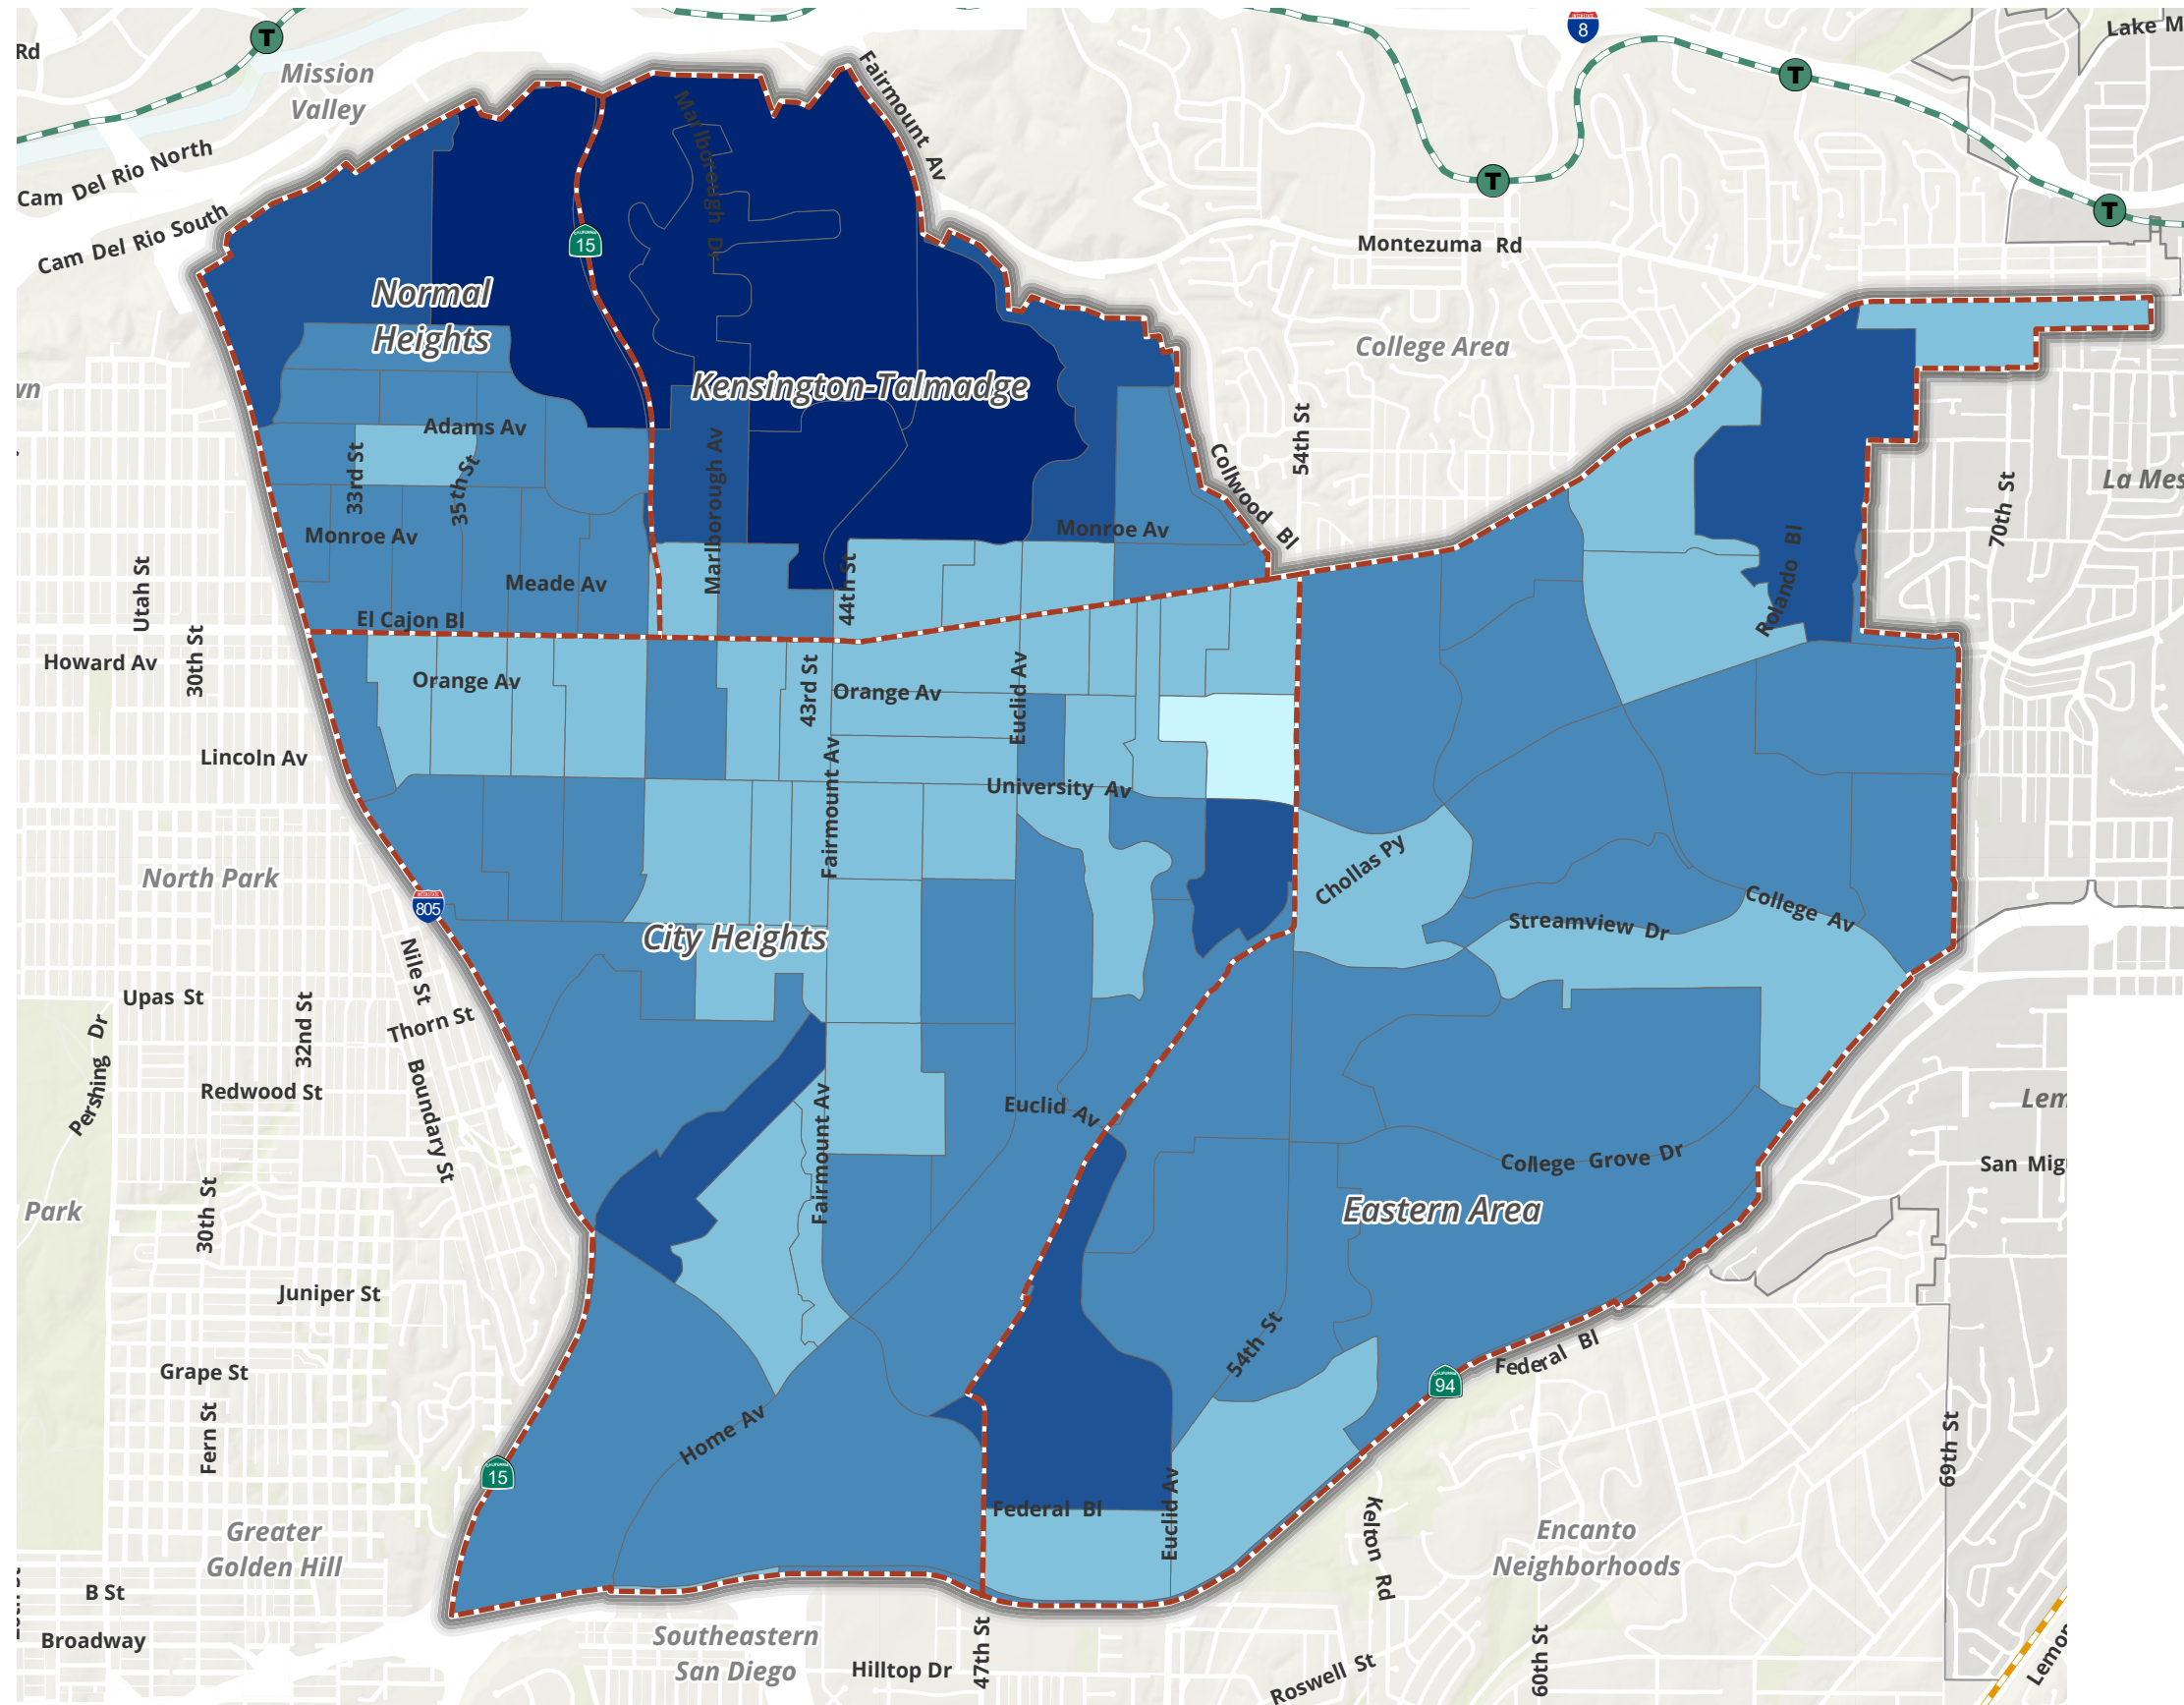 Rd
T
Mission
Valley
Cam Del Rio North
Cam Del Rio South
Fairmount Av
8
T
Lake M
T
T
Marlborough Dr
CALIFORNIA
15
Montezuma Rd
Normal
Heights
College Area
Kensington-Talmadge
wn
Adams Av
33rd St
35th St
Marlborough Av
Colwood Bl
54th St
70th St
La Mes
Monroe Av
Monroe Av
Meade Av
44th St
Rolando Bl
Utah St
El Cajon Bl
Howard Av
30th St
Orange Av
43rd St
Orange Av
Euclid Av
Lincoln Av
University Av
Fairmount Av
Chollas Py
North Park
805
College Av
Streamview Dr
City Heights
Nile St
Upas St
32nd St
Thorn St
Pershing Dr
Redwood St
Boundary St
Fairmount Av
Euclid Av
Lem
College Grove Dr
San Mig
Park
30th St
Eastern Area
Juniper St
54th St
Federal Bl
CALIFORNIA
94
Grape St
Fern St
Home Av
CALIFORNIA
15
69th St
Federal Bl
Euclid Av
Kelton Rd
Greater
Golden Hill
Encanto
Neighborhoods
B St
Broadway
Southeastern
San Diego
Hilltop Dr
47th St
Roswell St
60th St
Lemon